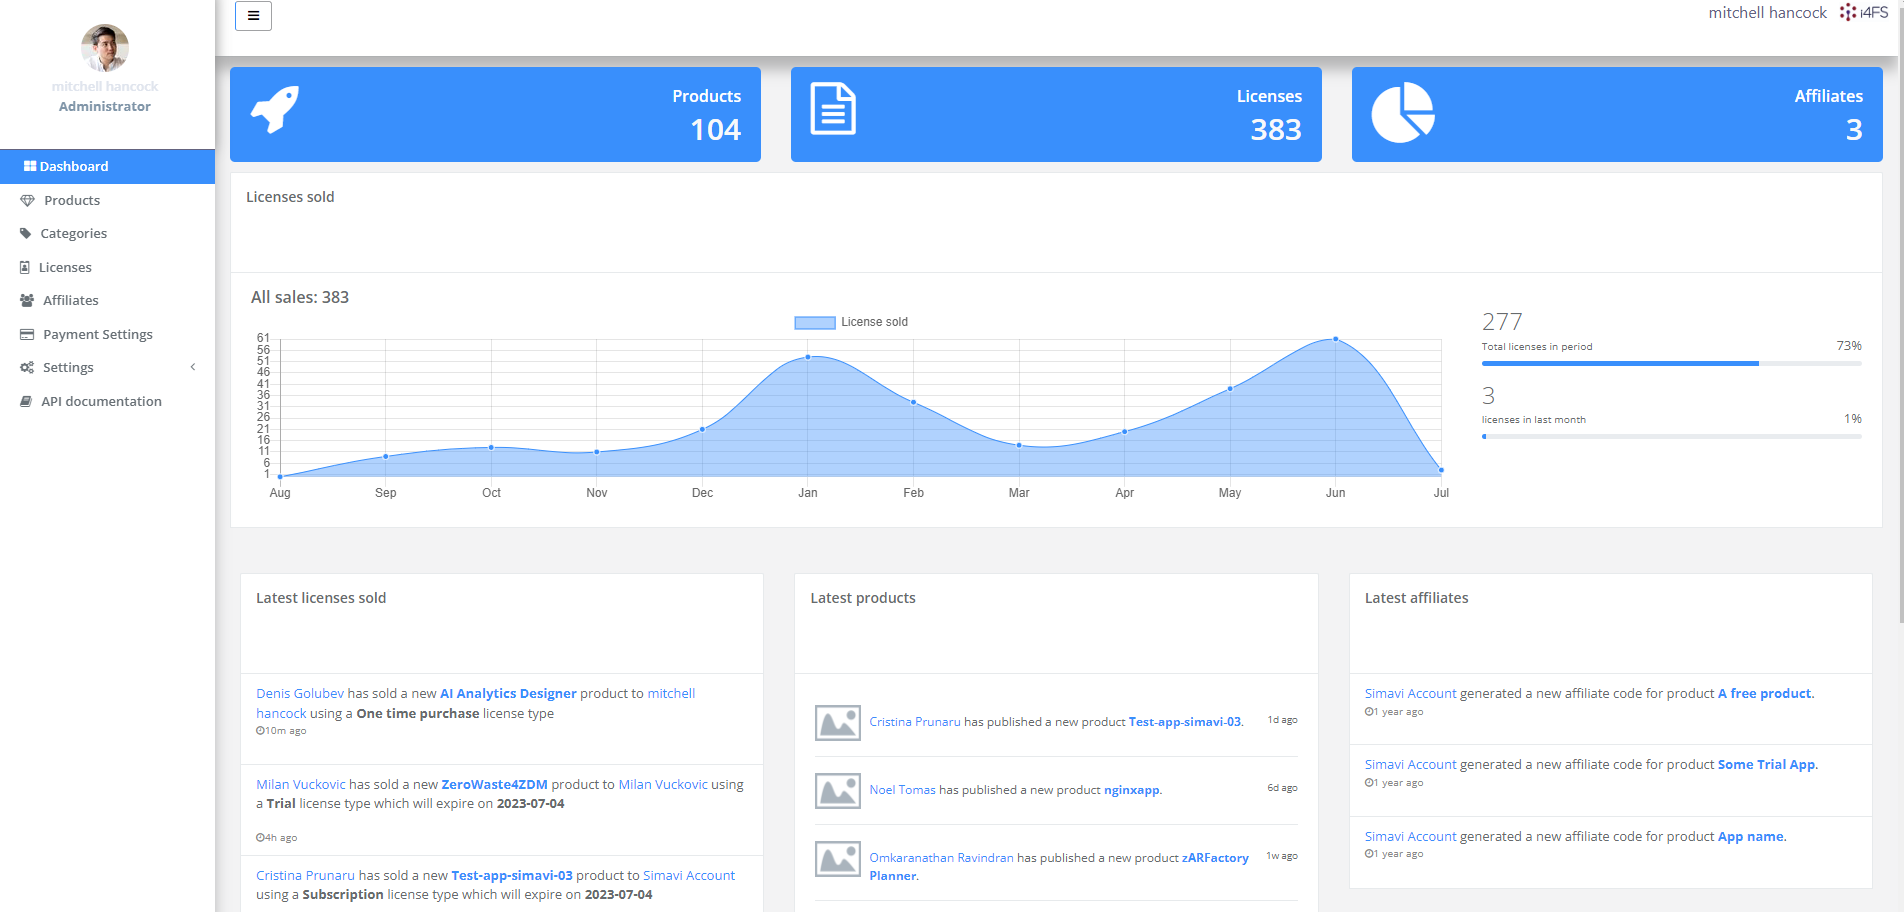 mitchell hancock
Administrator
Dashboard
Products
Categories
Licenses
Affiliates
Payment Settings
Settings
API documentation
mitchell hancock i4FS
Products
104
Licenses
383
Affiliates
3
Licenses sold
All sales: 383
License sold
61
56
51
46
41
36
31
26
21
16
11
6
1
Aug Sep Oct Nov Dec Jan Feb Mar Apr May Jun Jul
277
Total licenses in period 73%
3
licenses in last month 1%
Latest licenses sold
Denis Golubev has sold a new AI Analytics Designer product to mitchell
hancock using a One time purchase license type
10m ago
Milan Vuckovic has sold a new ZeroWaste4ZDM product to Milan Vuckovic using
a Trial license type which will expire on 2023-07-04
4h ago
Cristina Prunaru has sold a new Test-app-simavi-03 product to Simavi Account
using a Subscription license type which will expire on 2023-07-04
Latest products
Cristina Prunaru has published a new product Test-app-simavi-03. 1d ago
Noel Tomas has published a new product nginxapp. 6d ago
Omkaranathan Ravindran has published a new product zARFactory 1w ago
Planner.
Latest affiliates
Simavi Account generated a new affiliate code for product A free product.
1 year ago
Simavi Account generated a new affiliate code for product Some Trial App.
1 year ago
Simavi Account generated a new affiliate code for product App name.
1 year ago